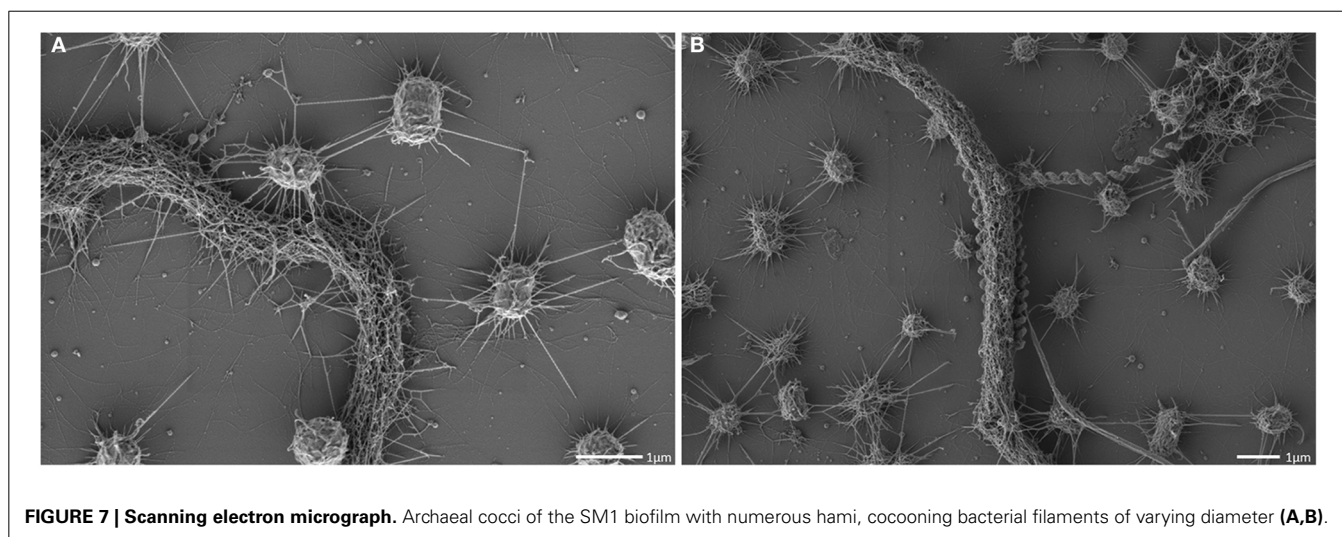 A
B
1µm
1µm
FIGURE 7 | Scanning electron micrograph. Archaeal cocci of the SM1 biofilm with numerous hami, cocooning bacterial filaments of varying diameter (A,B).